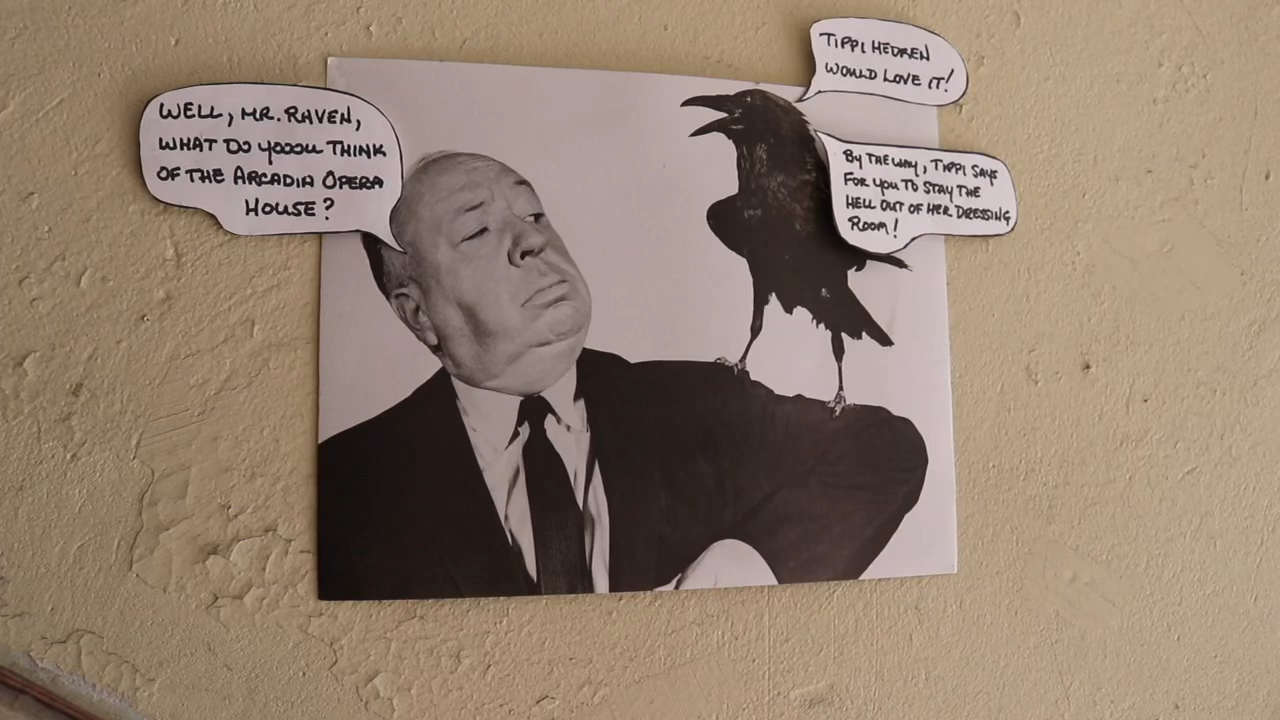 WELL, MR. RAVEN,
WHAT DO YOOOU THINK
OF THE ARCADIA OPERA
HOUSE?
TIPPI HEDREN
WOULD LOVE IT!
BY THE WAY, TIPPI SAYS
FOR YOU TO STAY THE
HELL OUT OF HER DRESSING
ROOM!